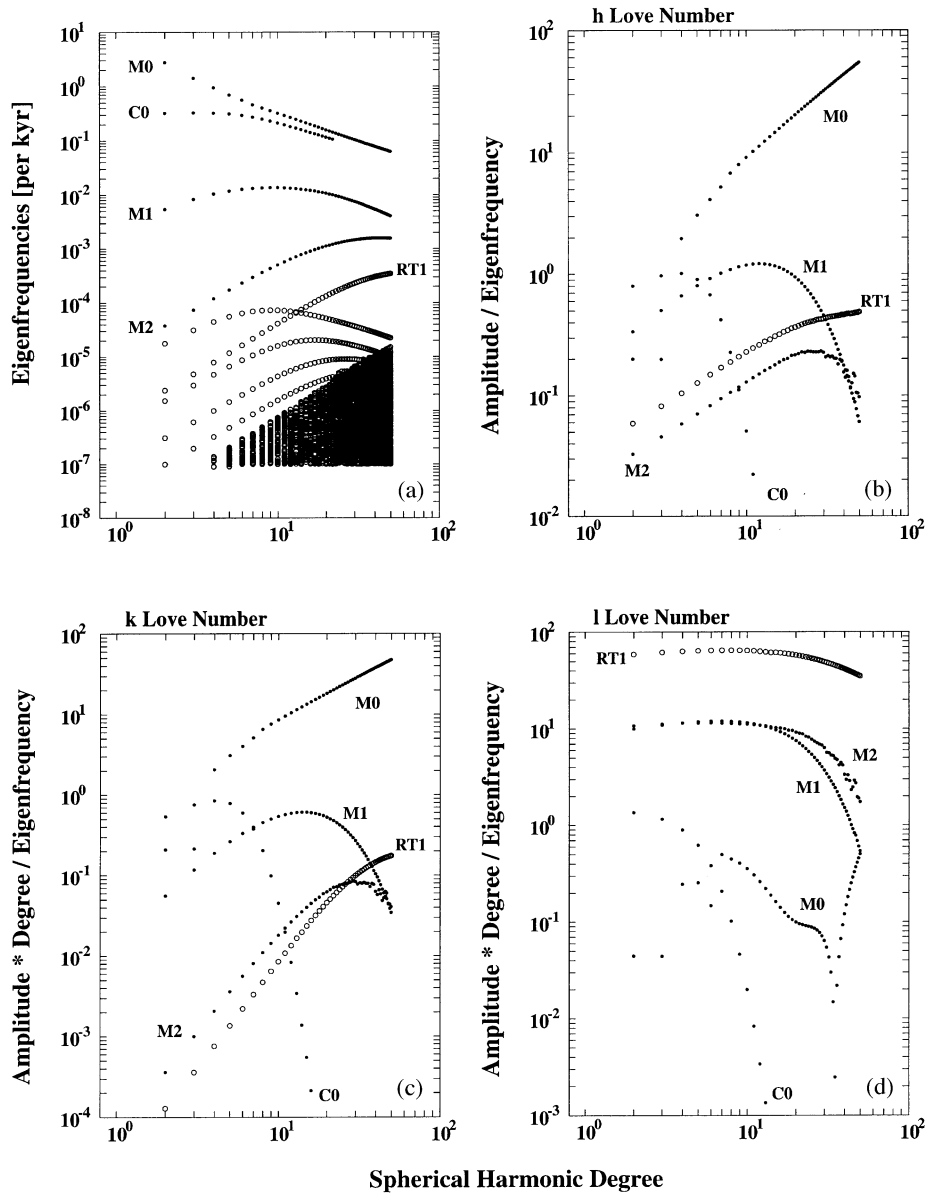 10^1
10^0
10^-1
10^-2
10^-3
10^-4
10^-5
10^-6
10^-7
10^-8
Eigenfrequencies [per kyr]
M0
C0
M1
RT1
M2
(a)
10^0 10^1 10^2
h Love Number
10^2
10^1
10^0
10^-1
10^-2
Amplitude / Eigenfrequency
M0
M1
RT1
M2
C0
(b)
10^0 10^1 10^2
k Love Number
10^2
10^1
10^0
10^-1
10^-2
10^-3
10^-4
Amplitude * Degree / Eigenfrequency
M0
M1
RT1
M2
C0
(c)
10^0 10^1 10^2
l Love Number
10^2
10^1
10^0
10^-1
10^-2
10^-3
Amplitude * Degree / Eigenfrequency
RT1
M2
M1
M0
C0
(d)
10^0 10^1 10^2
Spherical Harmonic Degree